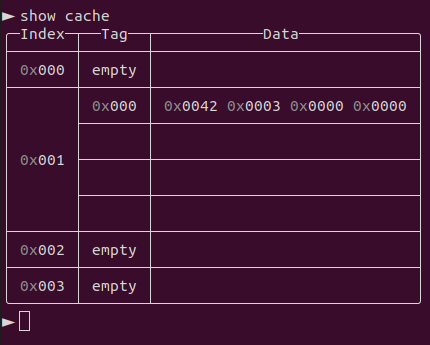 ► show cache
Index Tag Data
0x000 empty
0x000 0x0042 0x0003 0x0000 0x0000
0x001
0x002 empty
0x003 empty
►